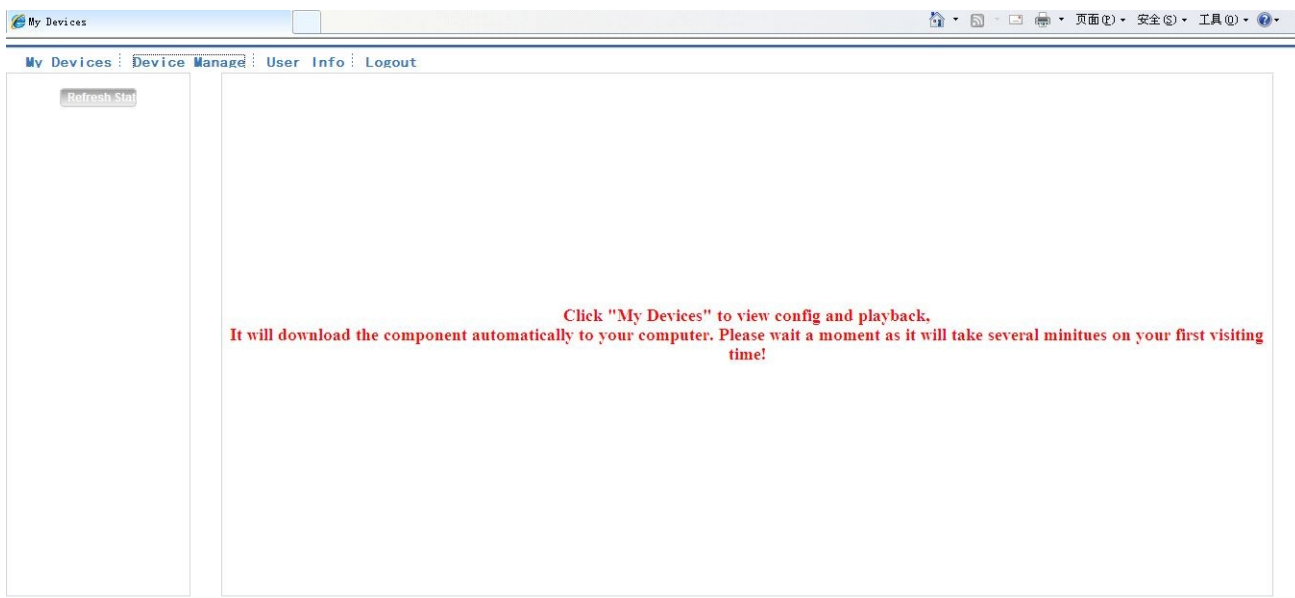 My Devices
页面(P) 安全(S) 工具(O)
My Devices Device Manage User Info Logout
Refresh Stat
Click "My Devices" to view config and playback,
It will download the component automatically to your computer. Please wait a moment as it will take several minitues on your first visiting
time!